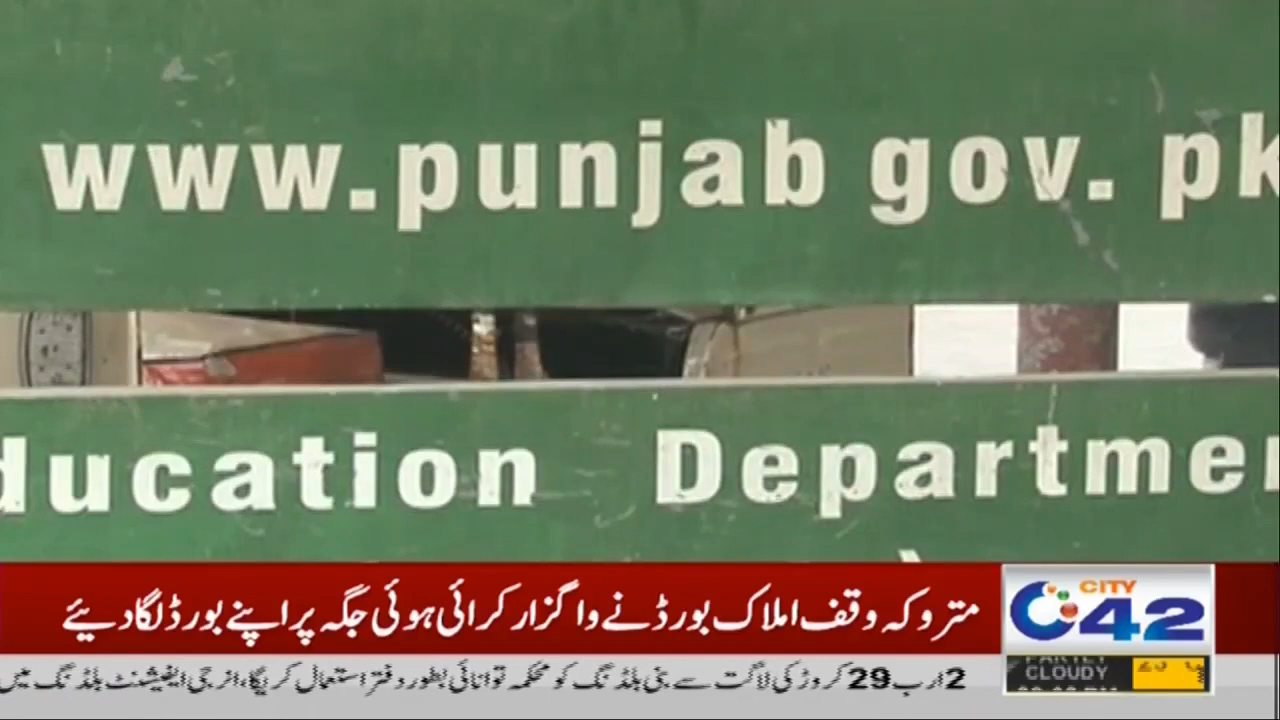 www.punjab gov. pk
ducation Departme
متروکہ وقف املاک بورڈ نے واگزار کرائی ہوئی جگہ پر اپنے بورڈ لگا دیئے
CITY
42
2 ارب 29 کروڑ کی لاگت سے بنی بلڈنگ کو محکمہ توانائی بطور دفتر استعمال کریگا، انرجی ایفیشنٹ بلڈنگ میں
CLOUDY